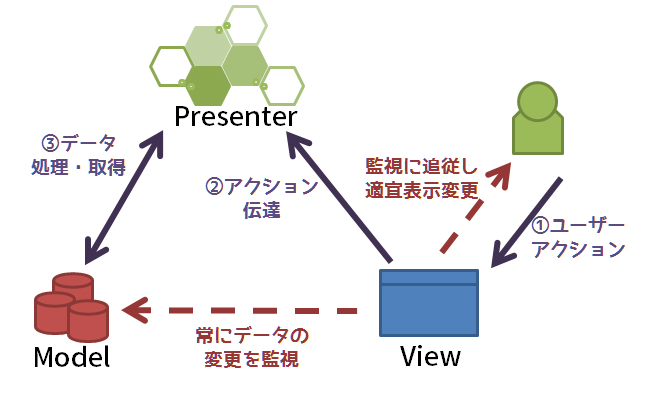 Presenter
③データ
処理・取得
②アクション
伝達
監視に追従し
適宜表示変更
①ユーザー
アクション
常にデータの
変更を監視
Model
View